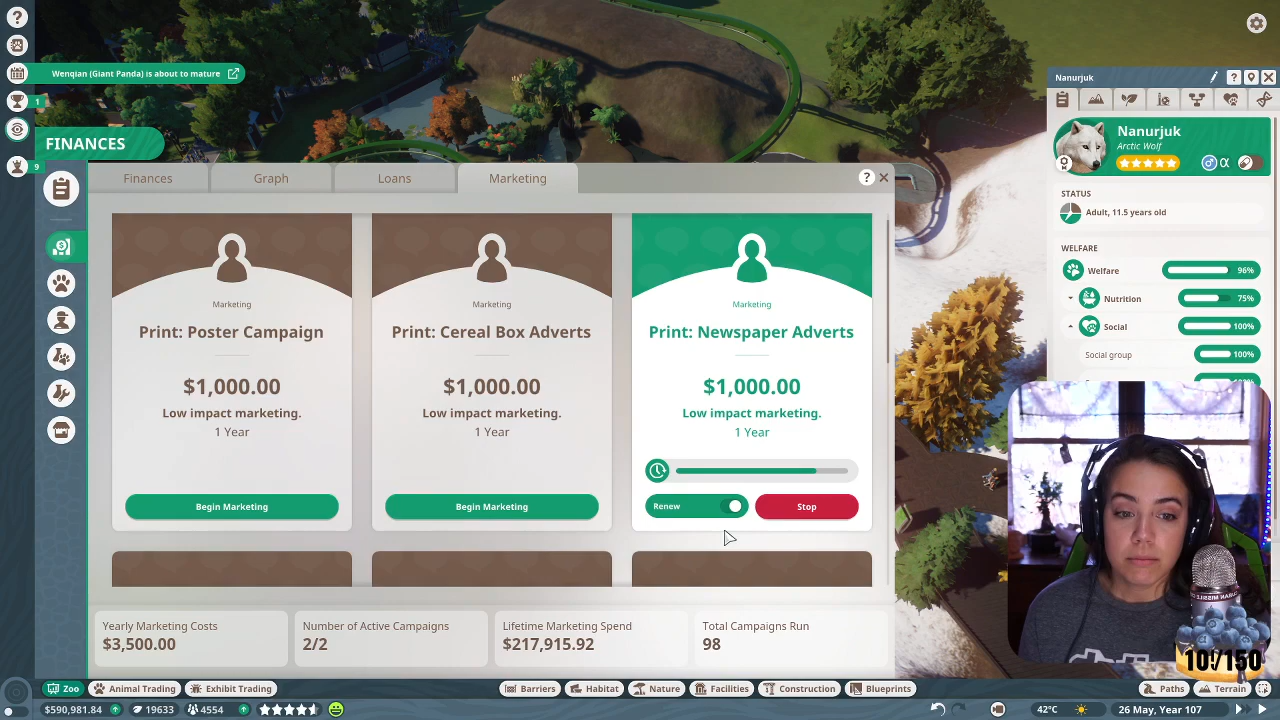 Wenqian (Giant Panda) is about to mature
1
FINANCES
9
Finances
Graph
Loans
Marketing
?
Marketing
Print: Poster Campaign
$1,000.00
Low impact marketing.
1 Year
Begin Marketing
Marketing
Print: Cereal Box Adverts
$1,000.00
Low impact marketing.
1 Year
Begin Marketing
Marketing
Print: Newspaper Adverts
$1,000.00
Low impact marketing.
1 Year
Renew
Stop
Yearly Marketing Costs
$3,500.00
Number of Active Campaigns
2/2
Lifetime Marketing Spend
$217,915.92
Total Campaigns Run
98
Nanurjuk
?
Nanurjuk
Arctic Wolf
α
STATUS
Adult, 11.5 years old
WELFARE
Welfare
96%
Nutrition
75%
Social
100%
Social group
100%
10/150
Zoo
Animal Trading
Exhibit Trading
Barriers
Habitat
Nature
Facilities
Construction
Blueprints
Paths
Terrain
$590,981.84
19633
4554
42°C
26 May, Year 107